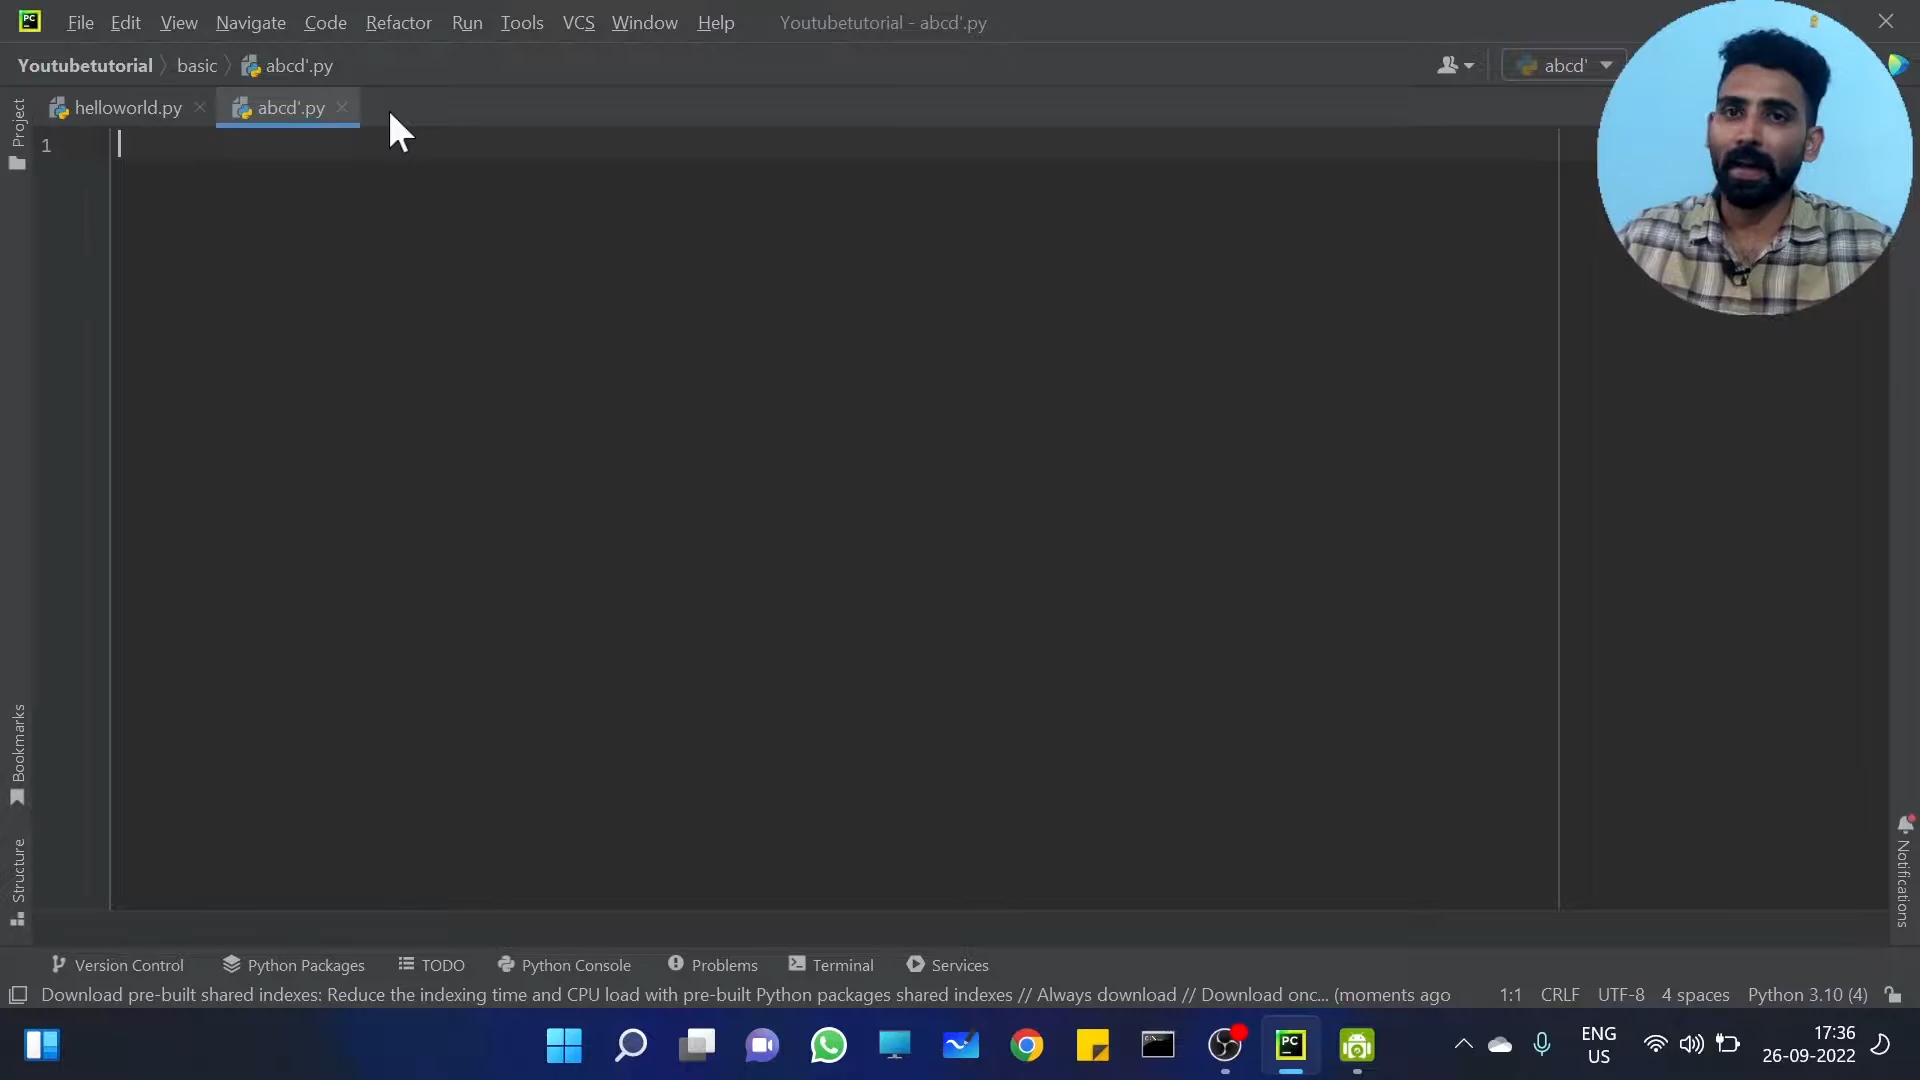 PC File Edit View Navigate Code Refactor Run Tools VCS Window Help Youtubetutorial - abcd'.py
Youtubetutorial basic abcd'.py abcd'
helloworld.py abcd'.py
Project
1
Bookmarks
Structure
Notifications
Version Control Python Packages TODO Python Console Problems Terminal Services
Download pre-built shared indexes: Reduce the indexing time and CPU load with pre-built Python packages shared indexes // Always download // Download onc... (moments ago 1:1 CRLF UTF-8 4 spaces Python 3.10 (4)
PC ENG 17:36
US 26-09-2022